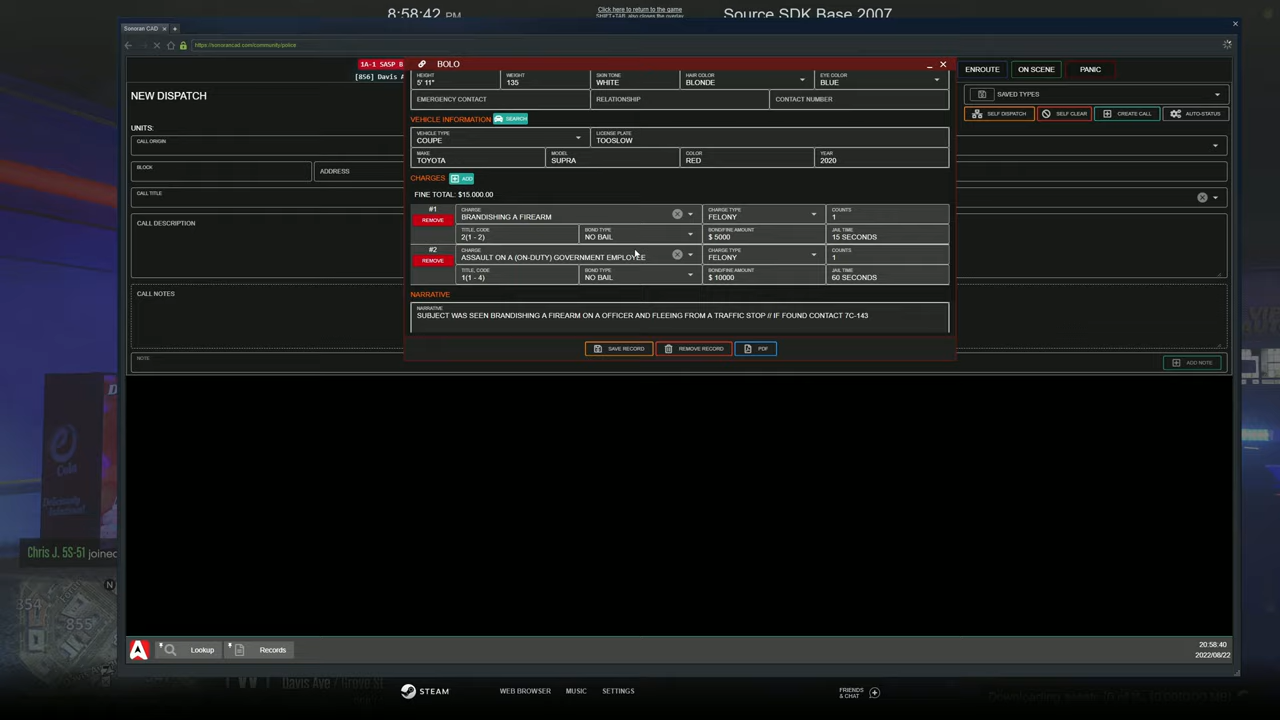 8:58:42 PM
Click here to return to the game
SHIFT+TAB also closes the overlay
Source SDK Base 2007
Sonoran CAD
https://sonorancad.com/community/police
1A-1 SASP B
[856] Davis A
BOLO
ENROUTE
ON SCENE
PANIC
NEW DISPATCH
SAVED TYPES
SELF DISPATCH
SELF CLEAR
CREATE CALL
AUTO-STATUS
UNITS:
CALL ORIGIN
BLOCK
ADDRESS
CALL TITLE
CALL DESCRIPTION
CALL NOTES
NOTE
ADD NOTE
HEIGHT
5' 11"
WEIGHT
135
SKIN TONE
WHITE
HAIR COLOR
BLONDE
EYE COLOR
BLUE
EMERGENCY CONTACT
RELATIONSHIP
CONTACT NUMBER
VEHICLE INFORMATION
SEARCH
VEHICLE TYPE
COUPE
LICENSE PLATE
TOOSLOW
MAKE
TOYOTA
MODEL
SUPRA
COLOR
RED
YEAR
2020
CHARGES
ADD
FINE TOTAL: $15,000.00
#1
REMOVE
CHARGE
BRANDISHING A FIREARM
CHARGE TYPE
FELONY
COUNTS
1
TITLE, CODE
2(1 - 2)
BOND TYPE
NO BAIL
BOND/FINE AMOUNT
$ 5000
JAIL TIME
15 SECONDS
#2
REMOVE
CHARGE
ASSAULT ON A (ON-DUTY) GOVERNMENT EMPLOYEE
CHARGE TYPE
FELONY
COUNTS
1
TITLE, CODE
1(1 - 4)
BOND TYPE
NO BAIL
BOND/FINE AMOUNT
$ 10000
JAIL TIME
60 SECONDS
NARRATIVE
NARRATIVE
SUBJECT WAS SEEN BRANDISHING A FIREARM ON A OFFICER AND FLEEING FROM A TRAFFIC STOP // IF FOUND CONTACT 7C-143
SAVE RECORD
REMOVE RECORD
PDF
e
Cola
Deliciously
Chris J. 5S-51 joined
N
354
855
Lookup
Records
20:58:40
2022/08/22
Davis Ave / Grove St
STEAM
WEB BROWSER
MUSIC
SETTINGS
FRIENDS
& CHAT